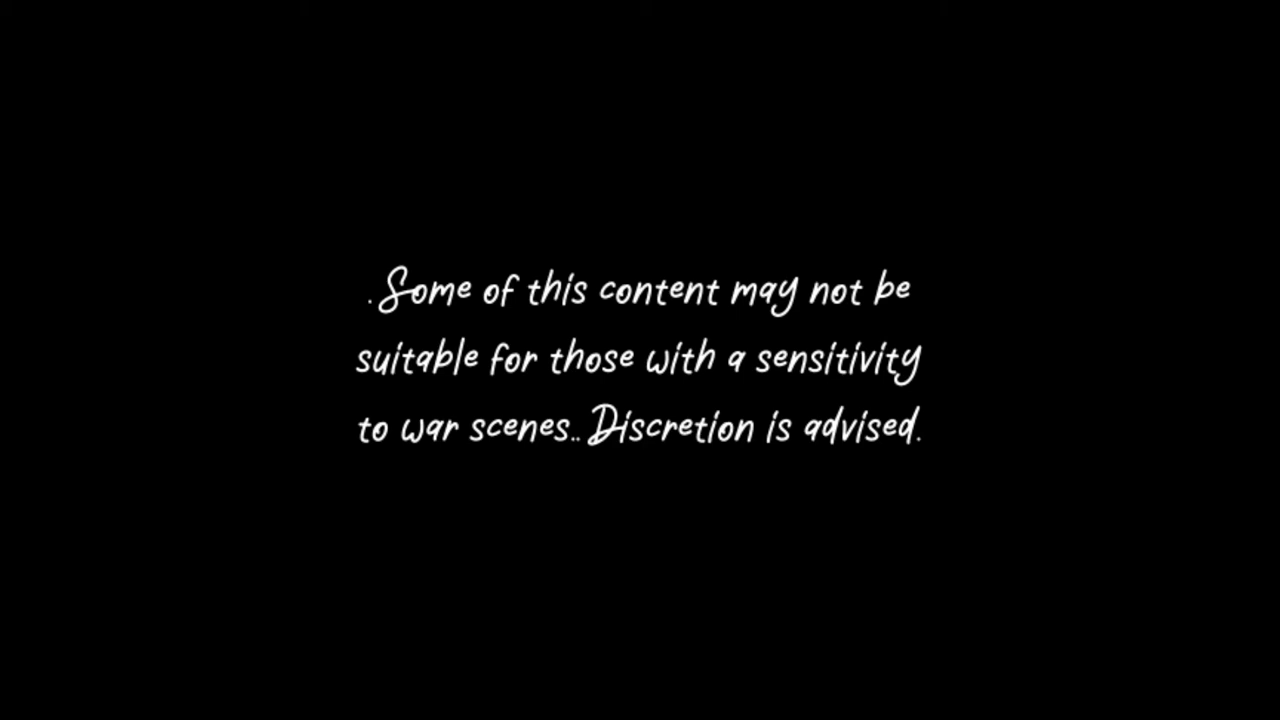 .Some of this content may not be
suitable for those with a sensitivity
to war scenes.. Discretion is advised.